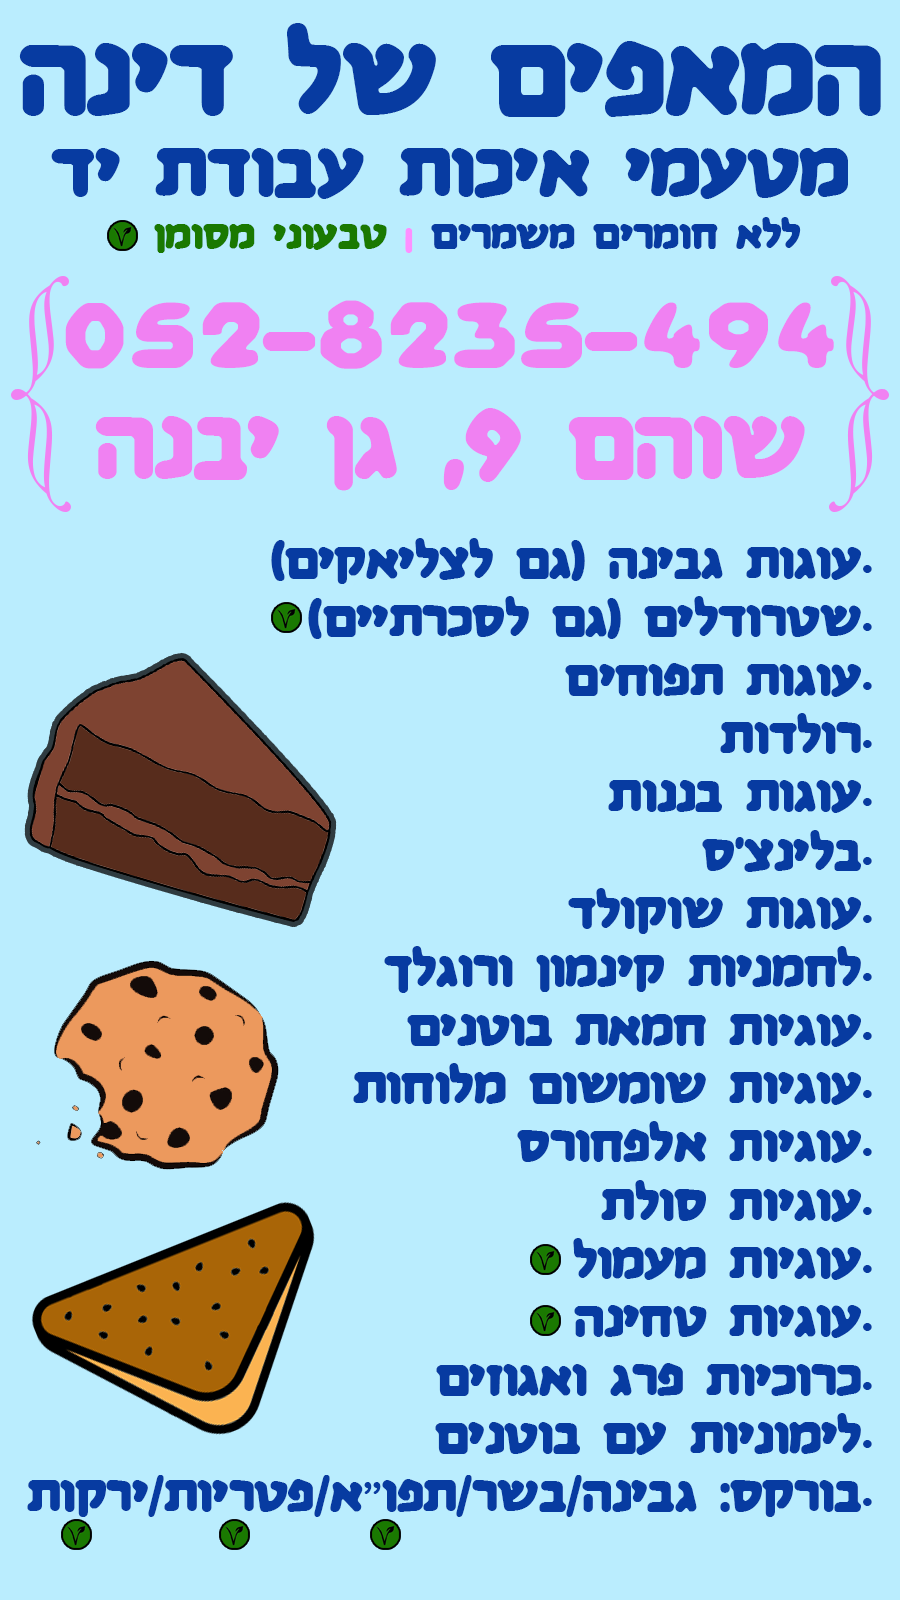 המאפים של דינה
מטעמי איכות עבודת יד
ללא חומרים משמרים | טבעוני מסומן
052-8235-494
שוהם 9, גן יבנה
.עוגות גבינה (גם לצליאקים)
.שטרודלים (גם לסכרתיים)
.עוגות תפוחים
.רולדות
.עוגות בננות
.בלינצ'ס
.עוגות שוקולד
.לחמניות קינמון ורוגלך
.עוגיות חמאת בוטנים
.עוגיות שומשום מלוחות
.עוגיות אלפחורס
.עוגיות סולת
.עוגיות מעמול
.עוגיות טחינה
.כרוכיות פרג ואגוזים
.לימוניות עם בוטנים
.בורקס: גבינה/בשר/תפו״א/פטריות/ירקות